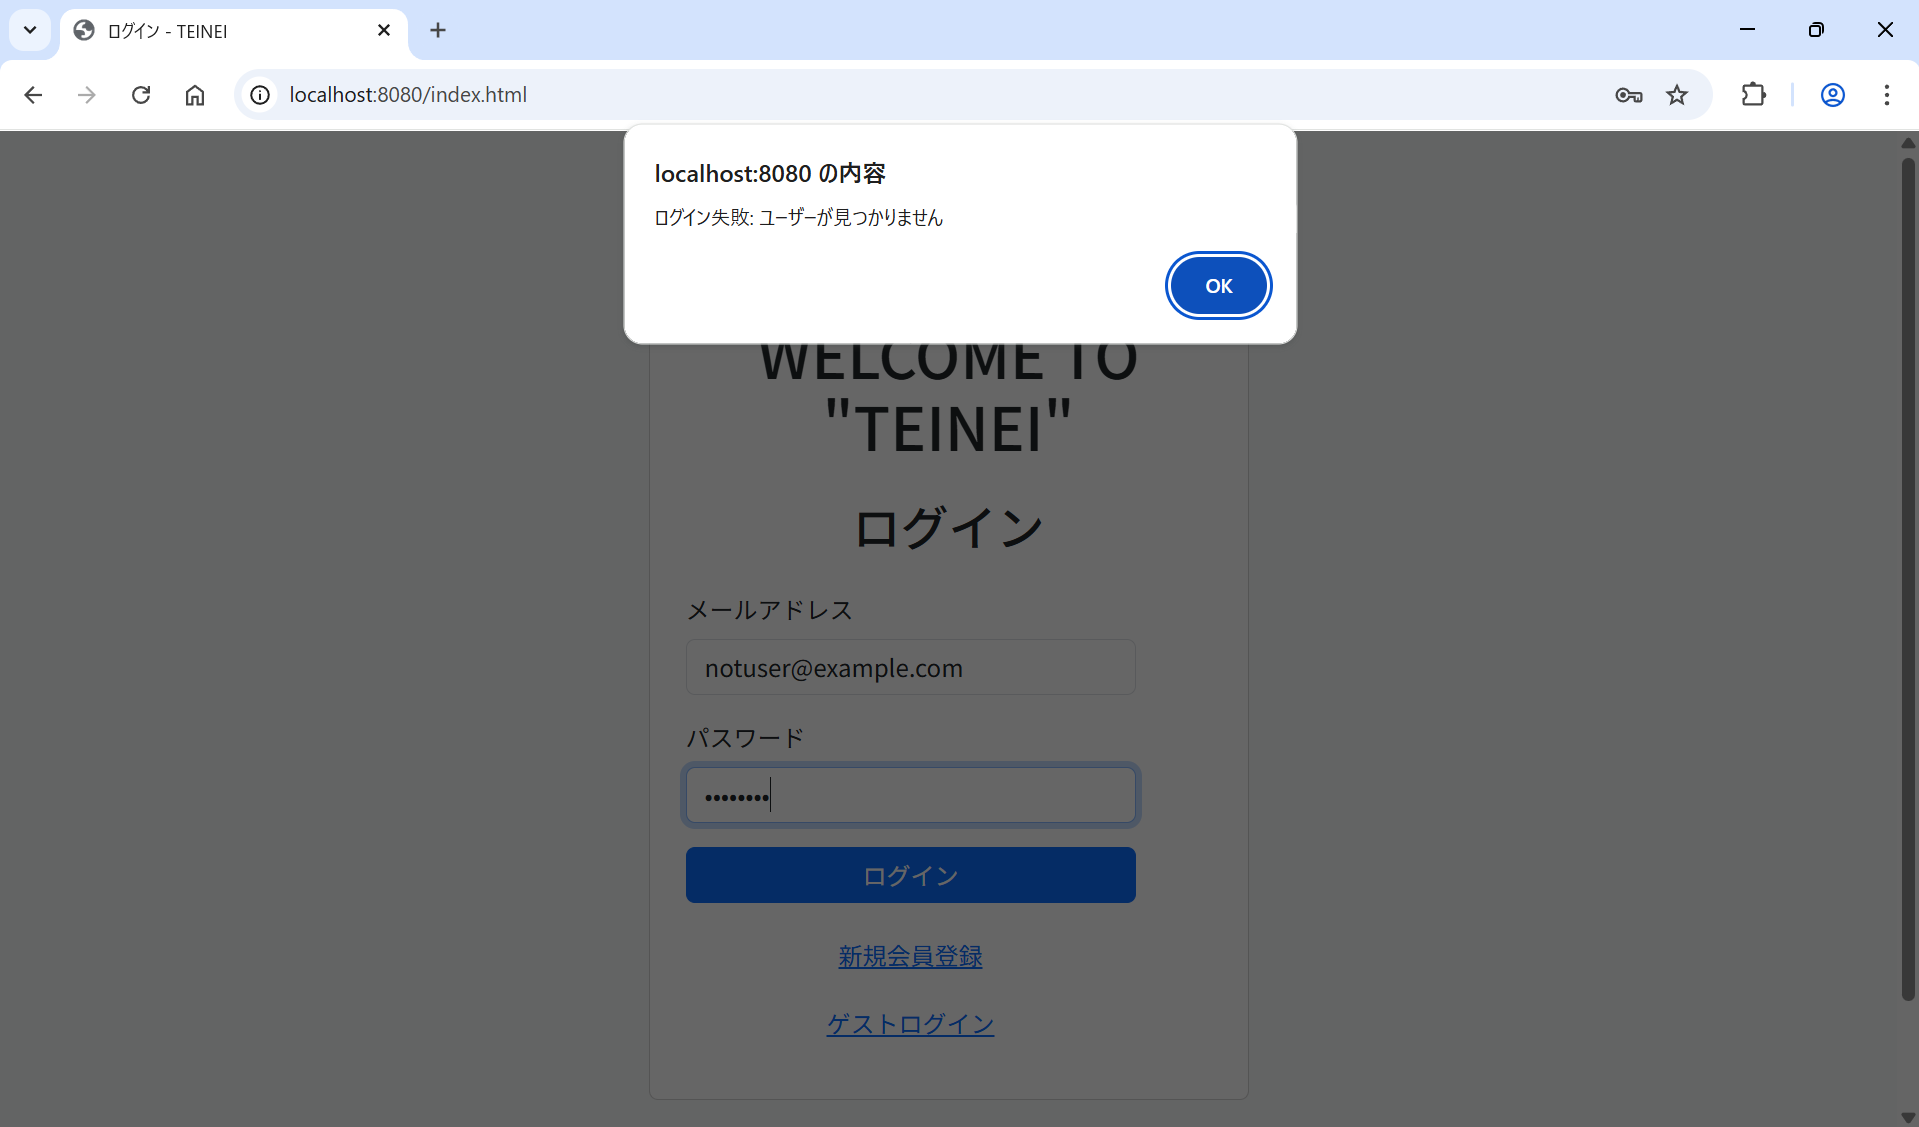 ログイン - TEINEI
localhost:8080/index.html
localhost:8080 の内容
ログイン失敗: ユーザーが見つかりません
OK
WELCOME TO
"TEINEI"
ログイン
メールアドレス
notuser@example.com
パスワード
••••••••
ログイン
新規会員登録
ゲストログイン